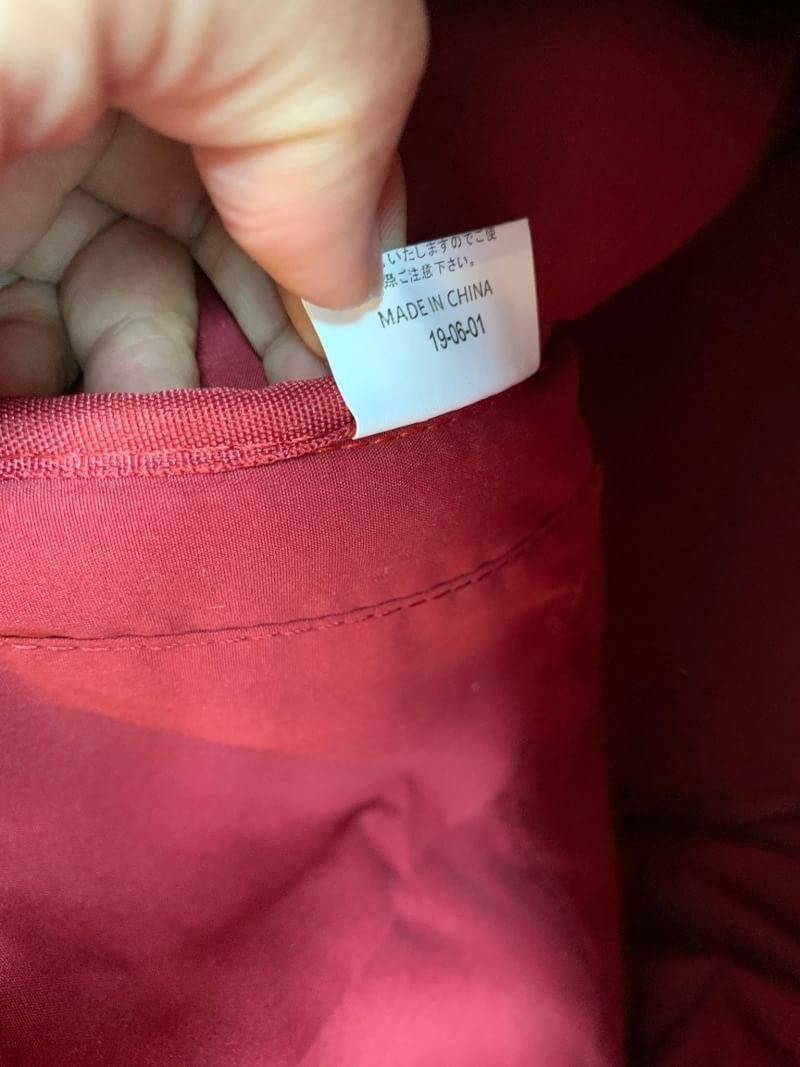 いたしますのでご使
際ご注意下さい。
MADE IN CHINA
19-06-01